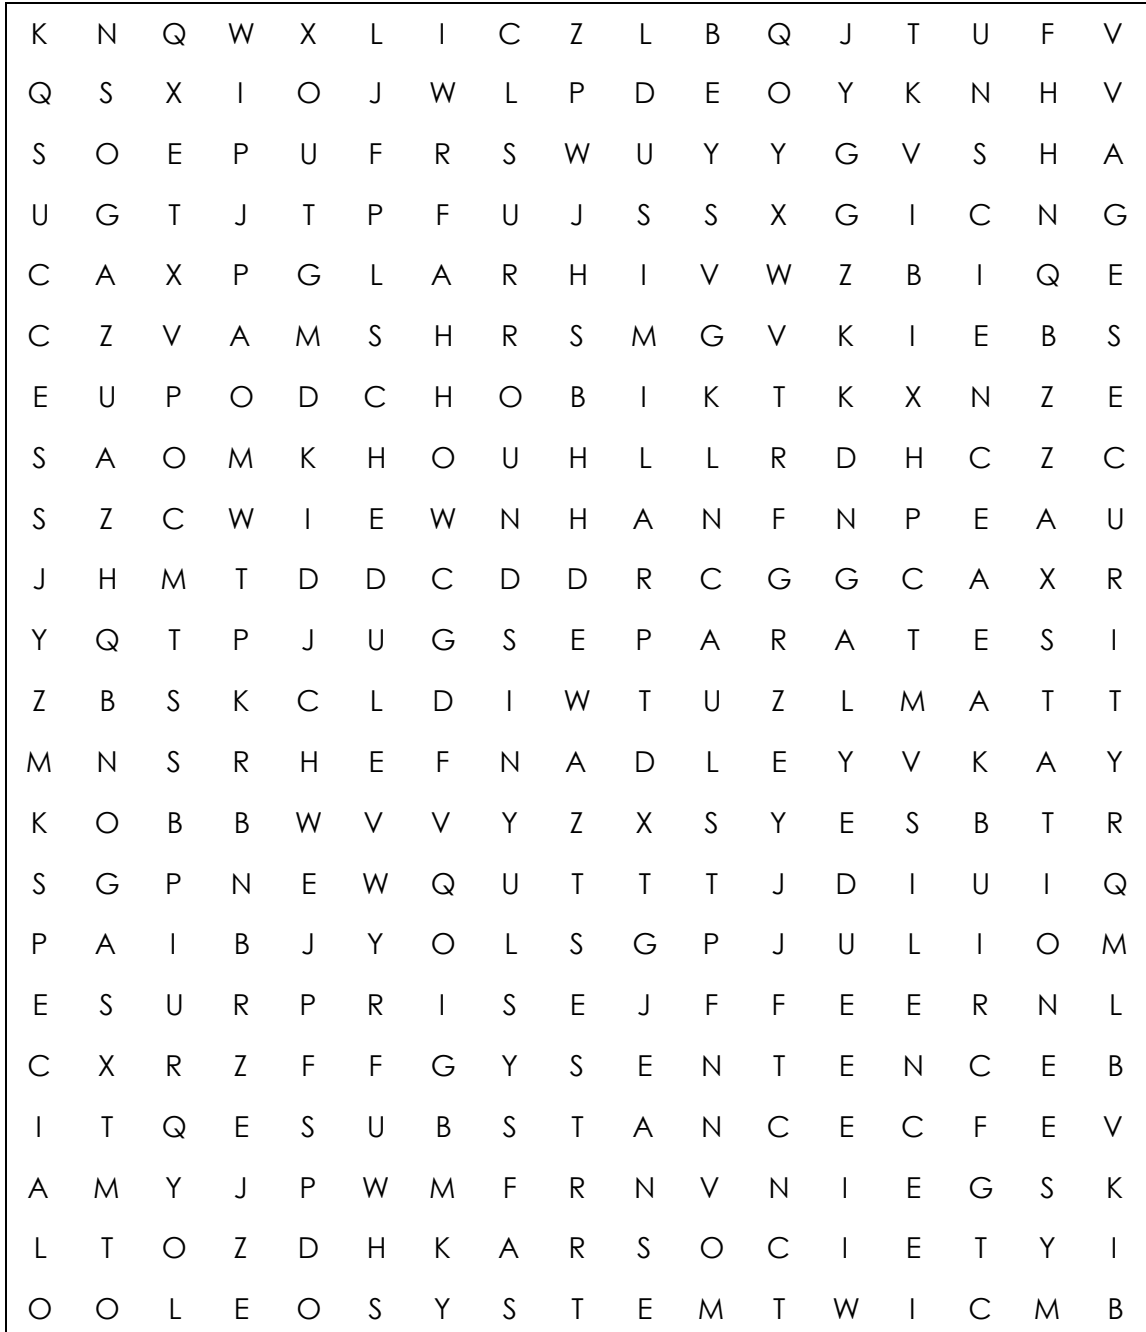 K N Q W X L I C Z L B Q J T U F V
Q S X I O J W L P D E O Y K N H V
S O E P U F R S W U Y Y G V S H A
U G T J T P F U J S S X G I C N G
C A X P G L A R H I V W Z B I Q E
C Z V A M S H R S M G V K I E B S
E U P O D C H O B I K T K X N Z E
S A O M K H O U H L L R D H C Z C
S Z C W I E W N H A N F N P E A U
J H M T D D C D D R C G G C A X R
Y Q T P J U G S E P A R A T E S I
Z B S K C L D I W T U Z L M A T T
M N S R H E F N A D L E Y V K A Y
K O B B W V V Y Z X S Y E S B T R
S G P N E W Q U T T T J D I U I Q
P A I B J Y O L S G P J U L I O M
E S U R P R I S E J F F E E R N L
C X R Z F F G Y S E N T E N C E B
I T Q E S U B S T A N C E C F E V
A M Y J P W M F R N V N I E G S K
L T O Z D H K A R S O C I E T Y I
O O L E O S Y S T E M T W I C M B